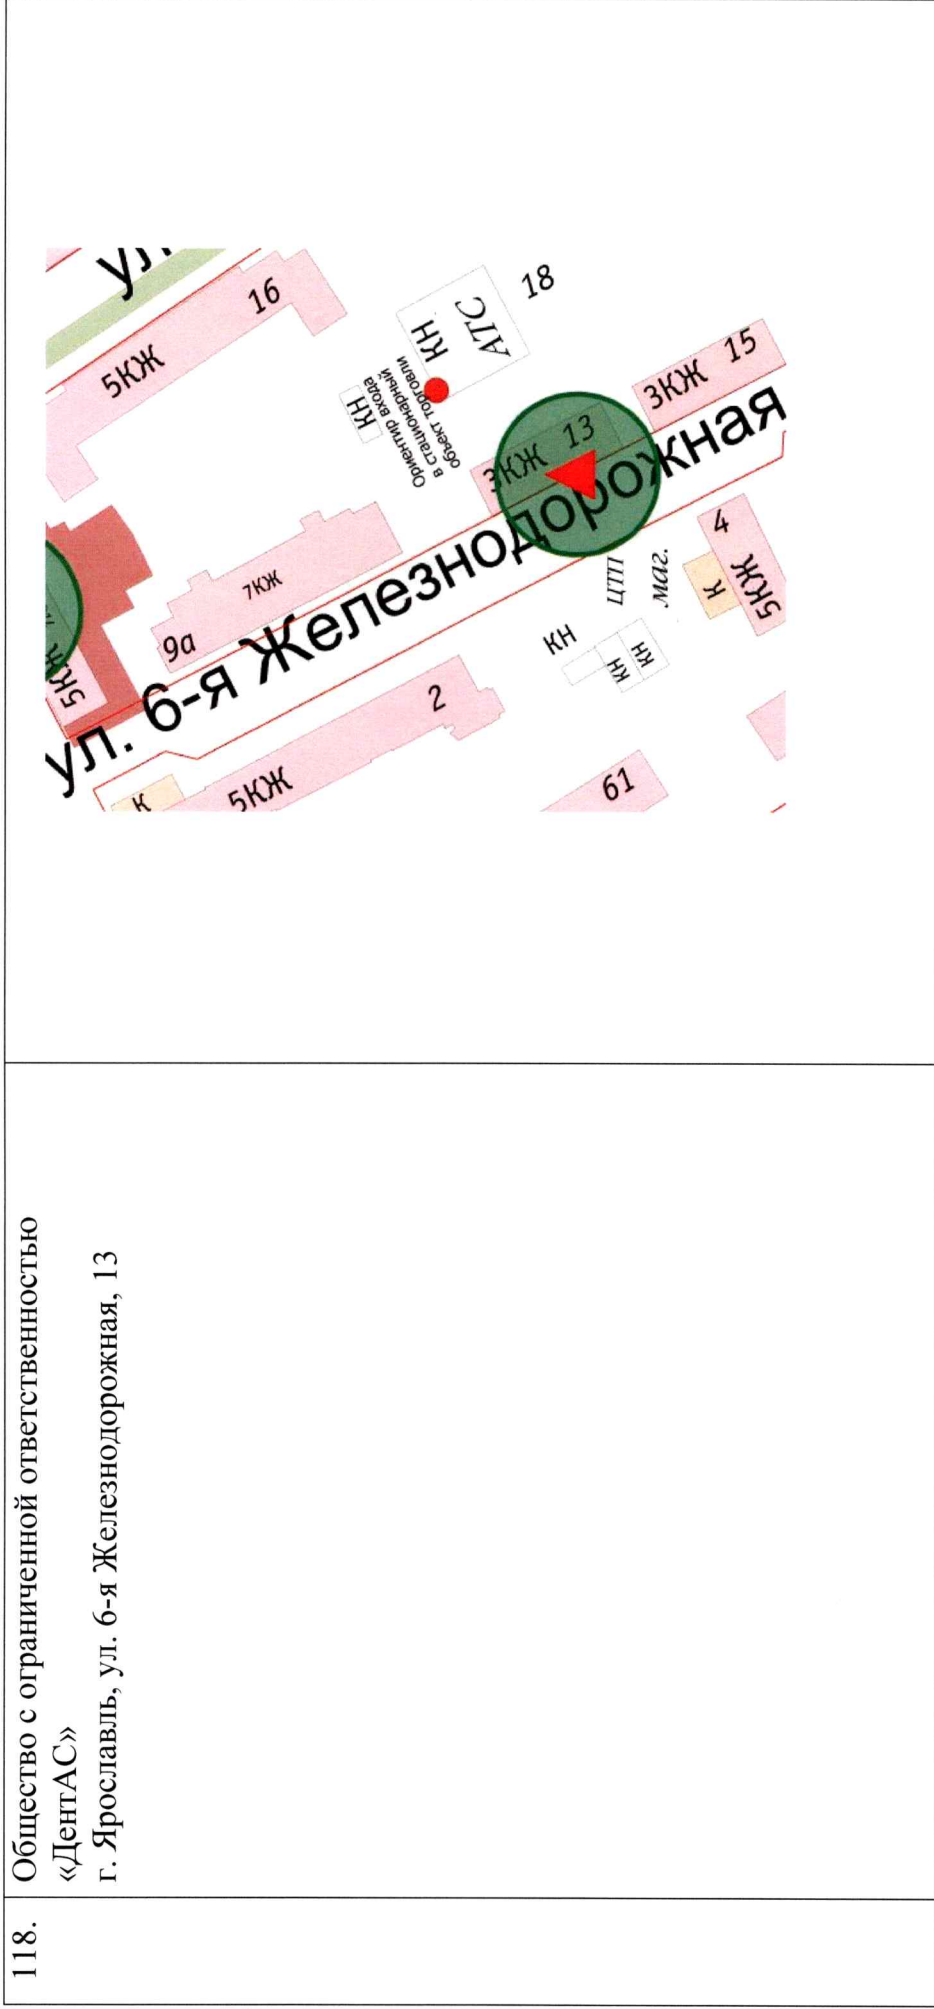 118.
Общество с ограниченной ответственностью
«ДентАС»
г. Ярославль, ул. 6-я Железнодорожная, 13
ул.
16
5КЖ
КН
Ориентир входа
в стационарный
объект торговли
КН
АТС
18
3КЖ 13
3КЖ 15
7КЖ
9а
5КЖ
ул. 6-я Железнодорожная
ЦТП
маг.
К
4
5КЖ
КН
КН
КН
2
5КЖ
К
61